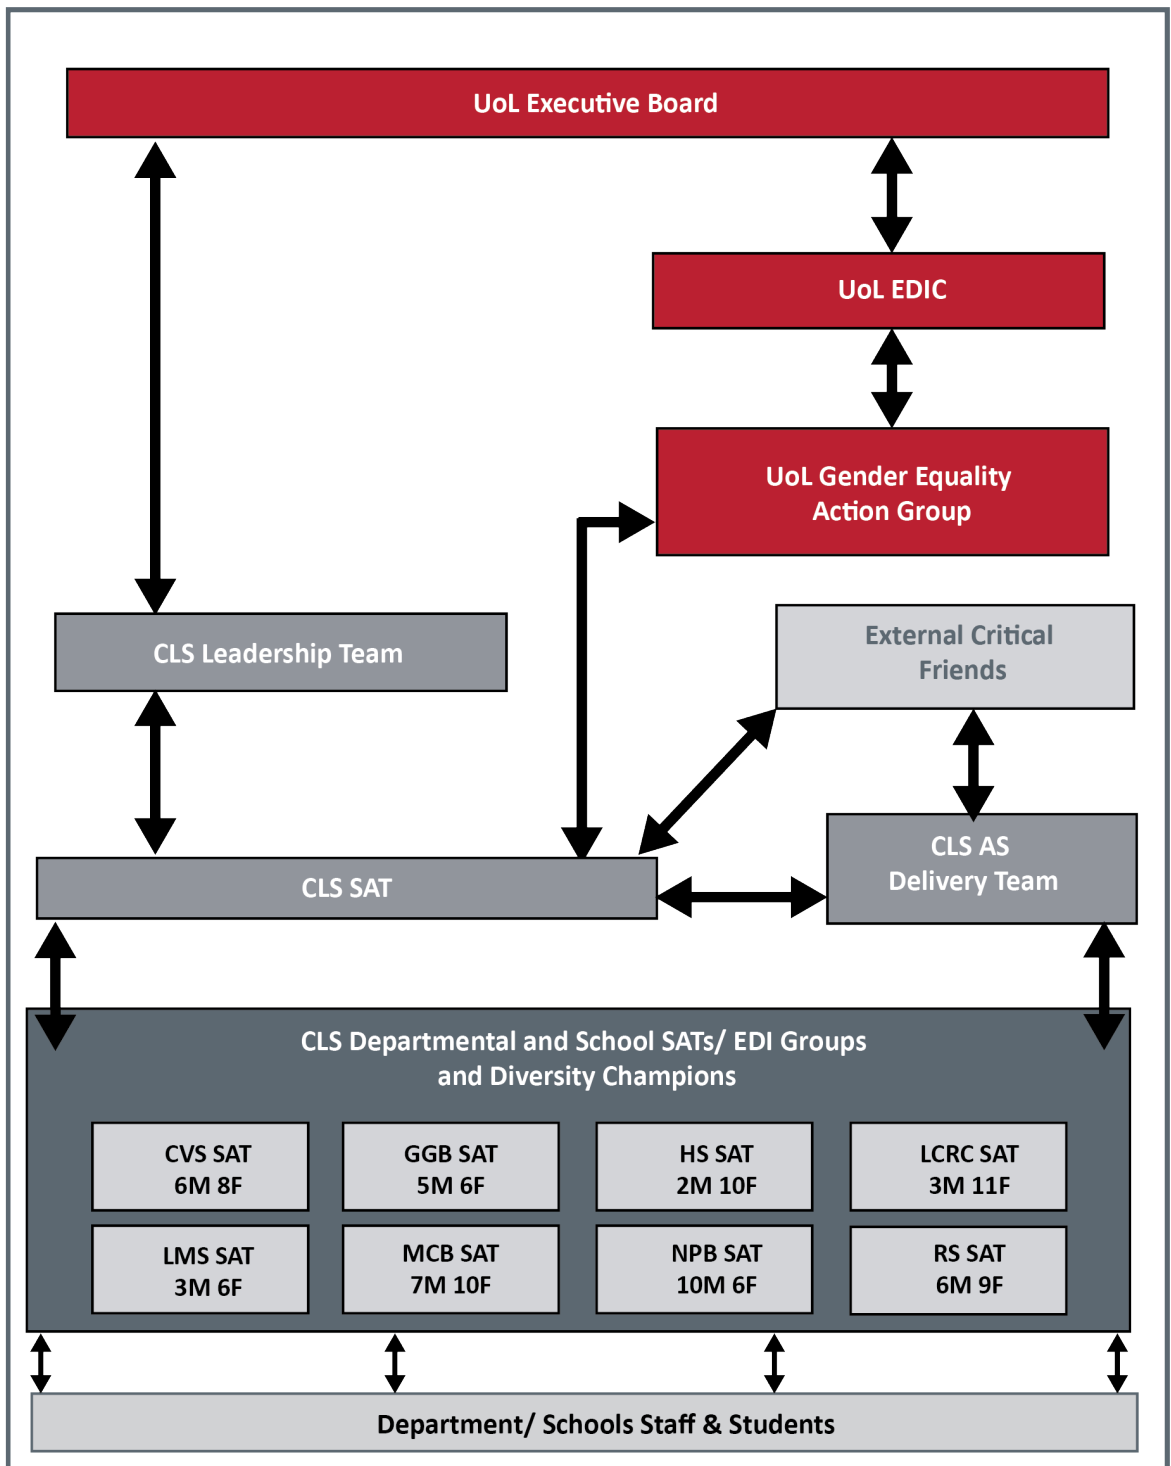 UoL Executive Board
UoL EDIC
UoL Gender Equality
Action Group
CLS Leadership Team
External Critical
Friends
CLS SAT
CLS AS
Delivery Team
CLS Departmental and School SATs/ EDI Groups
and Diversity Champions
CVS SAT
6M 8F
GGB SAT
5M 6F
HS SAT
2M 10F
LCRC SAT
3M 11F
LMS SAT
3M 6F
MCB SAT
7M 10F
NPB SAT
10M 6F
RS SAT
6M 9F
Department/ Schools Staff & Students